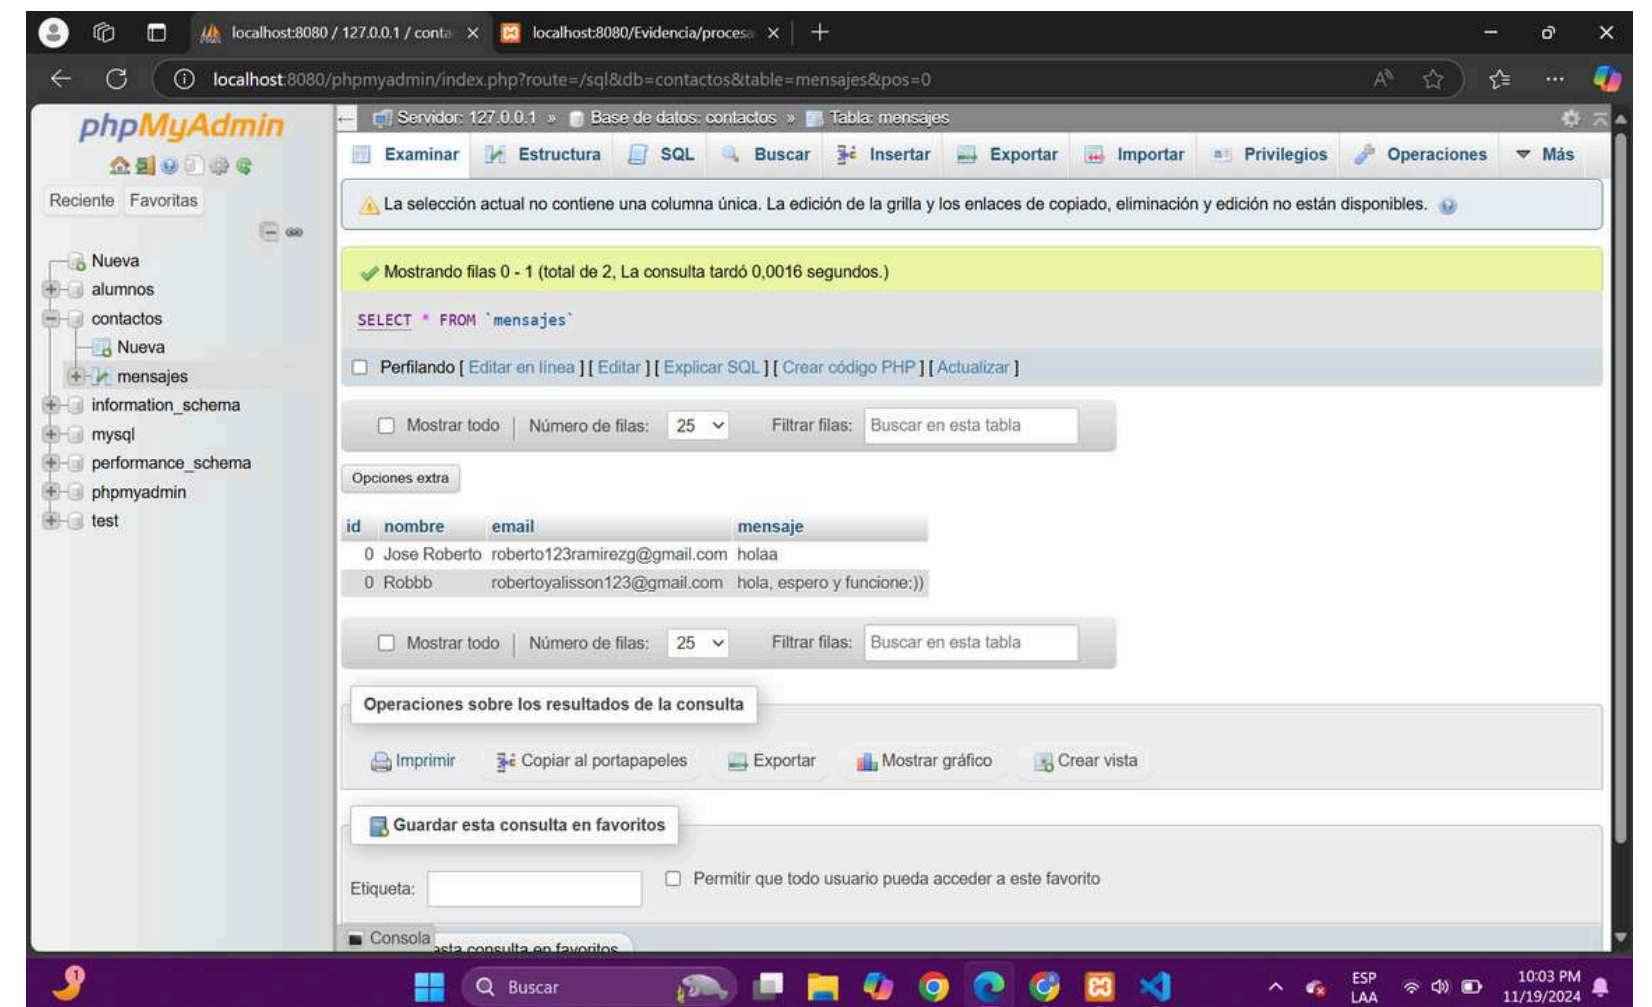 localhost:8080 / 127.0.0.1 / conta
localhost:8080/Evidencia/procesa
localhost:8080/phpmyadmin/index.php?route=/sql&db=contactos&table=mensajes&pos=0
phpMyAdmin
Reciente Favoritas
Nueva
alumnos
contactos
Nueva
mensajes
information_schema
mysql
performance_schema
phpmyadmin
test
Servidor: 127.0.0.1 » Base de datos: contactos » Tabla: mensajes
Examinar Estructura SQL Buscar Insertar Exportar Importar Privilegios Operaciones Más
La selección actual no contiene una columna única. La edición de la grilla y los enlaces de copiado, eliminación y edición no están disponibles.
Mostrando filas 0 - 1 (total de 2, La consulta tardó 0,0016 segundos.)
SELECT * FROM `mensajes`
Perfilando [ Editar en línea ] [ Editar ] [ Explicar SQL ] [ Crear código PHP ] [ Actualizar ]
Mostrar todo | Número de filas: 25 Filtrar filas: Buscar en esta tabla
Opciones extra
id nombre email mensaje
0 Jose Roberto roberto123ramirezg@gmail.com holaa
0 Robbb robertoyalisson123@gmail.com hola, espero y funcione:))
Mostrar todo | Número de filas: 25 Filtrar filas: Buscar en esta tabla
Operaciones sobre los resultados de la consulta
Imprimir Copiar al portapapeles Exportar Mostrar gráfico Crear vista
Guardar esta consulta en favoritos
Etiqueta: Permitir que todo usuario pueda acceder a este favorito
Consola esta consulta en favoritos
1
Buscar
ESP
LAA
10:03 PM
11/19/2024